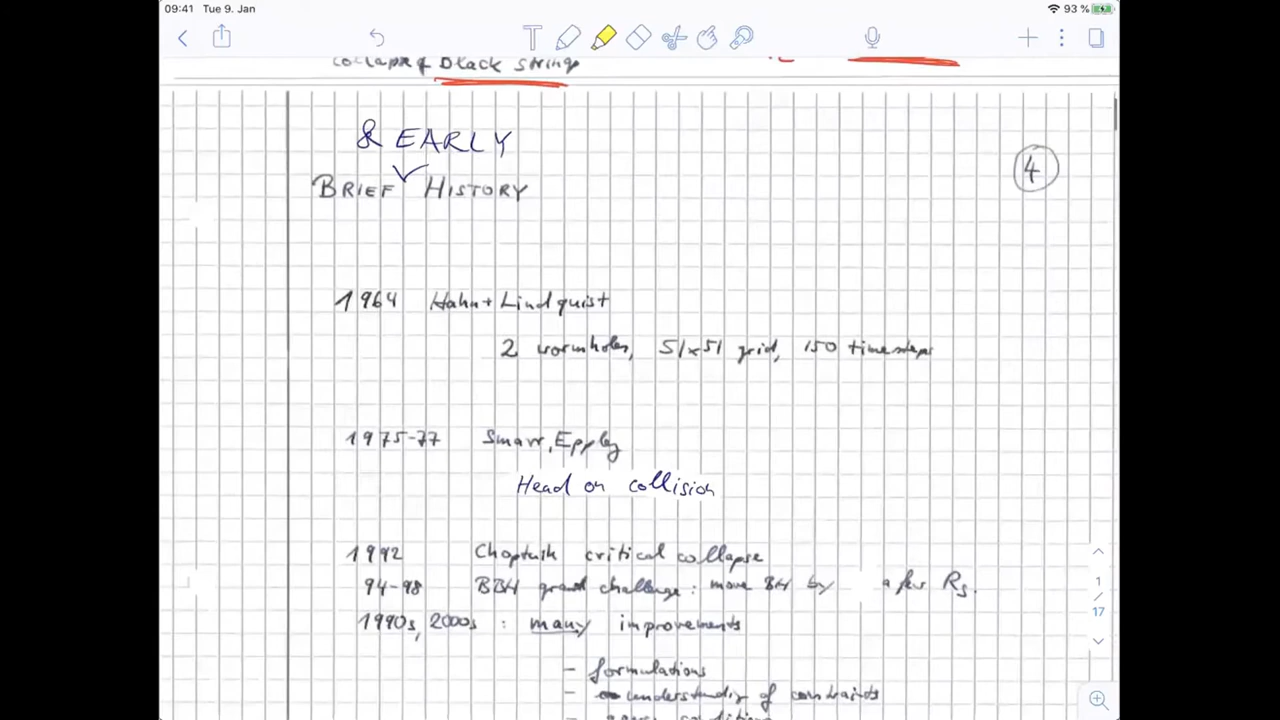 09:41 Tue 9. Jan 93 %
T
collapse of black strings
& EARLY
BRIEF HISTORY
4
1964 Hahn + Lindquist
2 wormholes, 51x51 grid, 150 timesteps
1975-77 Smarr, Eppley
Head on collision
1992 Choptuik critical collapse
94-98 BBH grand challenge: move BH by a few Rs.
1990s, 2000s : many improvements
- formulations
- understanding of constraints
1
/
17